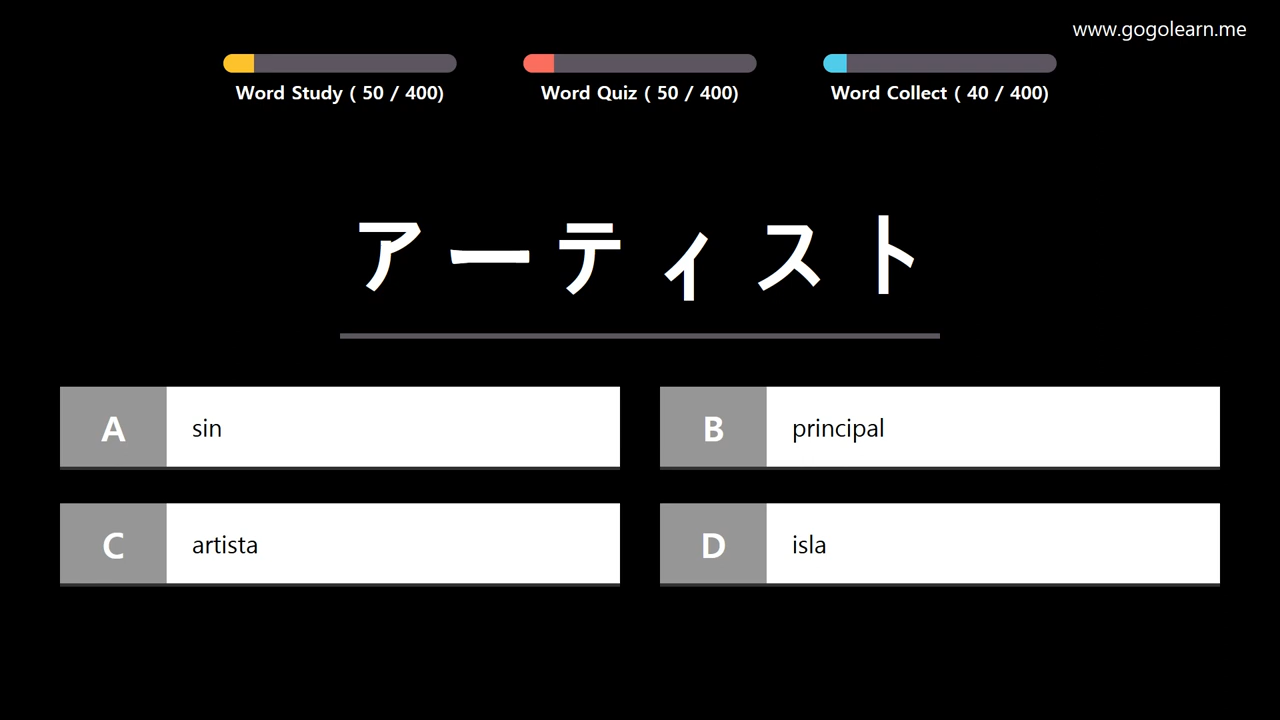 www.gogolearn.me
Word Study ( 50 / 400)
Word Quiz ( 50 / 400)
Word Collect ( 40 / 400)
アーティスト
A sin
B principal
C artista
D isla